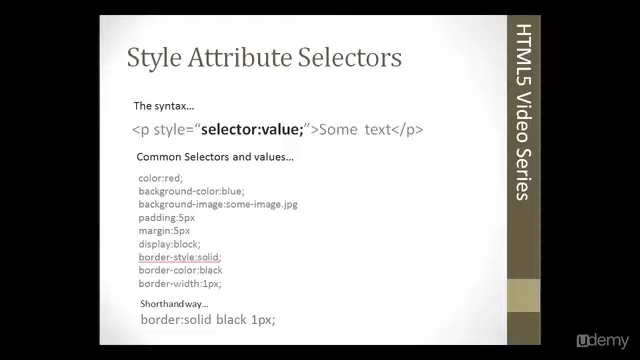 Style Attribute Selectors
The syntax…
<p style=“selector:value;”>Some text</p>
Common Selectors and values…
color:red;
background-color:blue;
background-image:some-image.jpg
padding:5px
margin:5px
display:block;
border-style:solid;
border-color:black
border-width:1px;
Shorthand way…
border:solid black 1px;
HTML5 Video Series
udemy